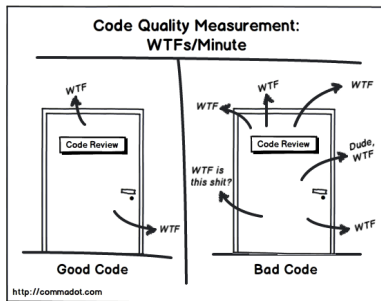 Code Quality Measurement:
WTFs/Minute
WTF
Code Review
WTF
Good Code
WTF
WTF
WTF
Code Review
Dude,
WTF
WTF is
this shit?
WTF
Bad Code
http://commadot.com